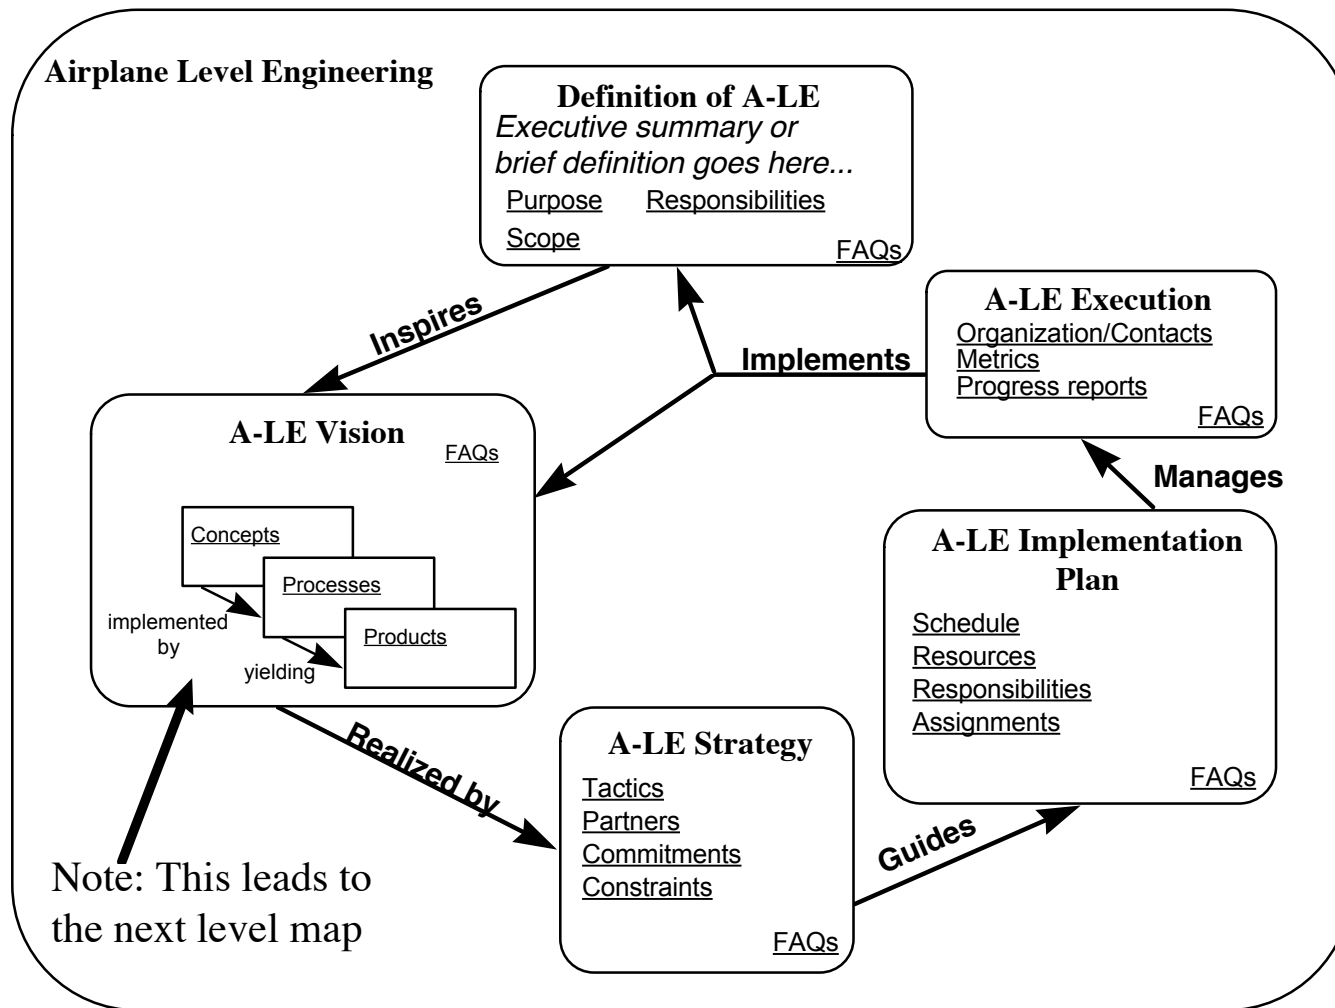 Airplane Level Engineering
Definition of A-LE
Executive summary or
brief definition goes here...
Purpose
Responsibilities
Scope
FAQs
Inspires
Implements
A-LE Execution
Organization/Contacts
Metrics
Progress reports
FAQs
Manages
A-LE Vision
FAQs
Concepts
Processes
Products
implemented
by
yielding
Realized by
A-LE Strategy
Tactics
Partners
Commitments
Constraints
FAQs
Guides
A-LE Implementation
Plan
Schedule
Resources
Responsibilities
Assignments
FAQs
Note: This leads to
the next level map